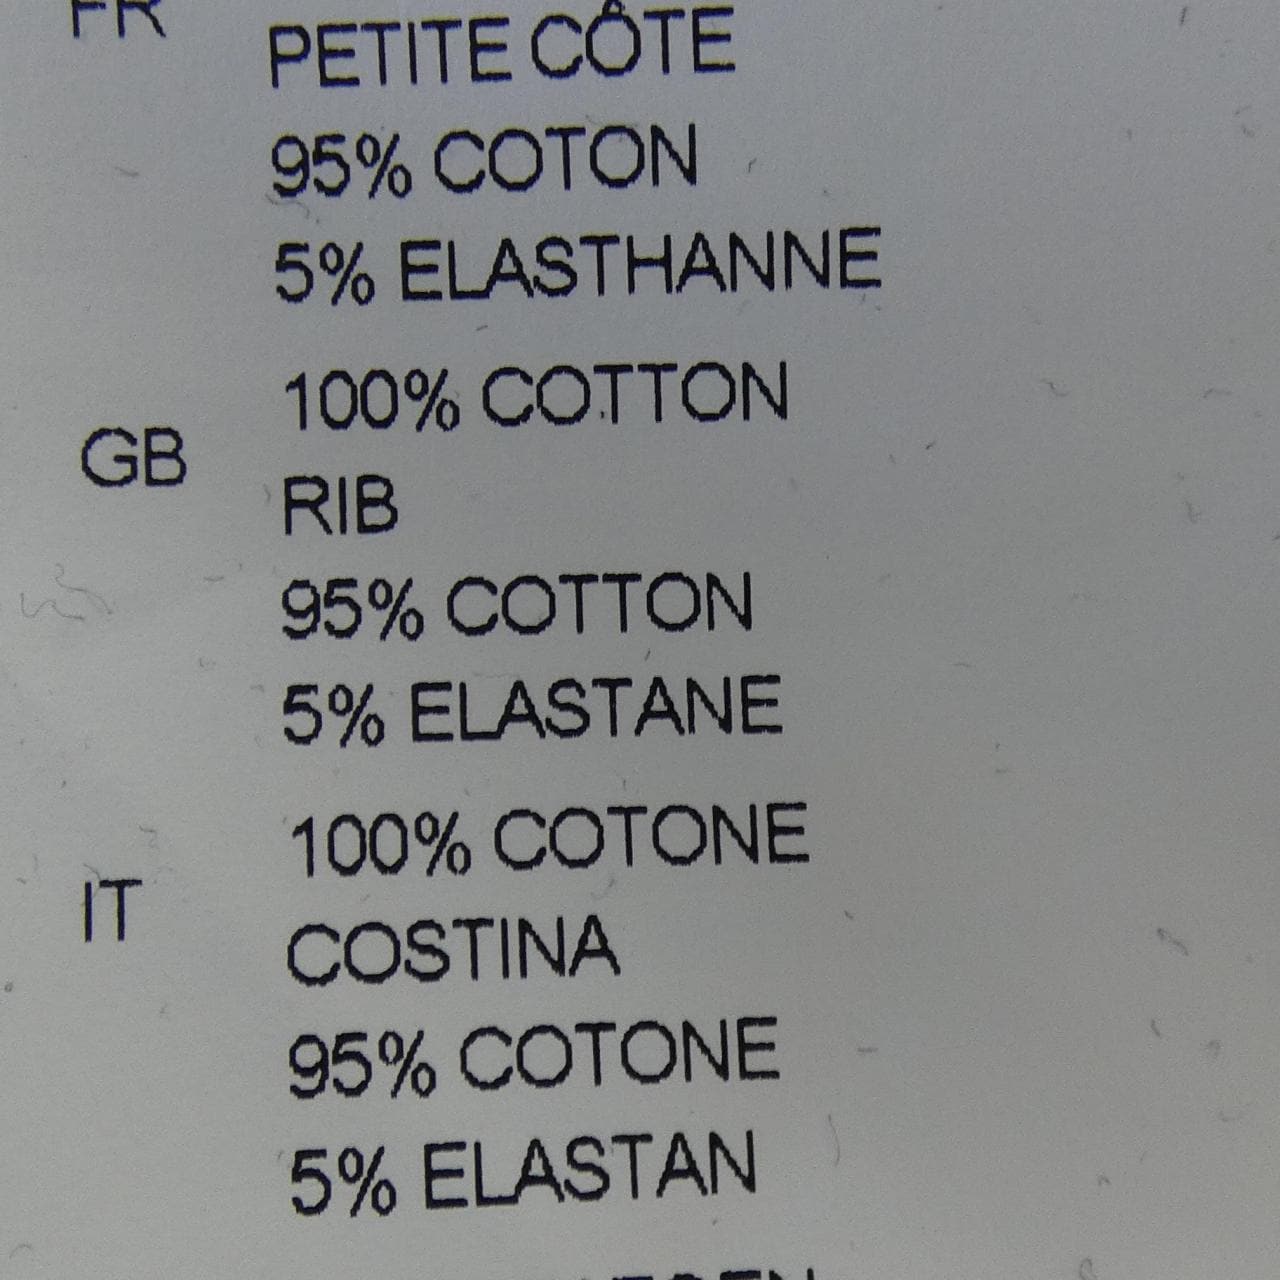 FR
PETITE CÔTE
95% COTON
5% ELASTHANNE
100% COTTON
GB
RIB
95% COTTON
5% ELASTANE
100% COTONE
IT
COSTINA
95% COTONE
5% ELASTAN